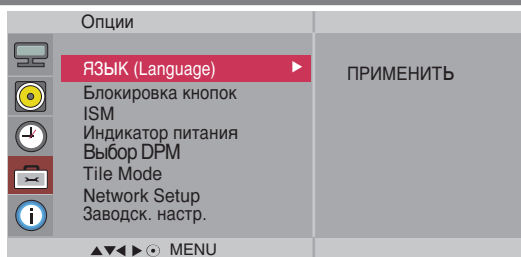 Опции
ЯЗЫК (Language)
ПРИМЕНИТЬ
Блокировка кнопок
ISM
Индикатор питания
Выбор DPM
Tile Mode
Network Setup
Заводск. настр.
MENU